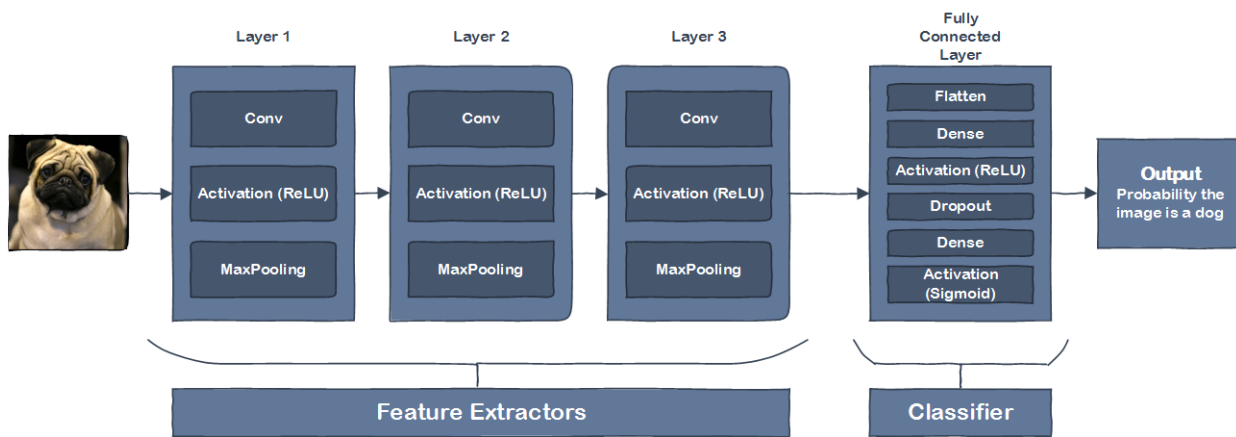 Layer 1
Layer 2
Layer 3
Fully
Connected
Layer
Conv
Activation (ReLU)
MaxPooling
Conv
Activation (ReLU)
MaxPooling
Conv
Activation (ReLU)
MaxPooling
Flatten
Dense
Activation (ReLU)
Dropout
Dense
Activation
(Sigmoid)
Output
Probability the
image is a dog
Feature Extractors
Classifier